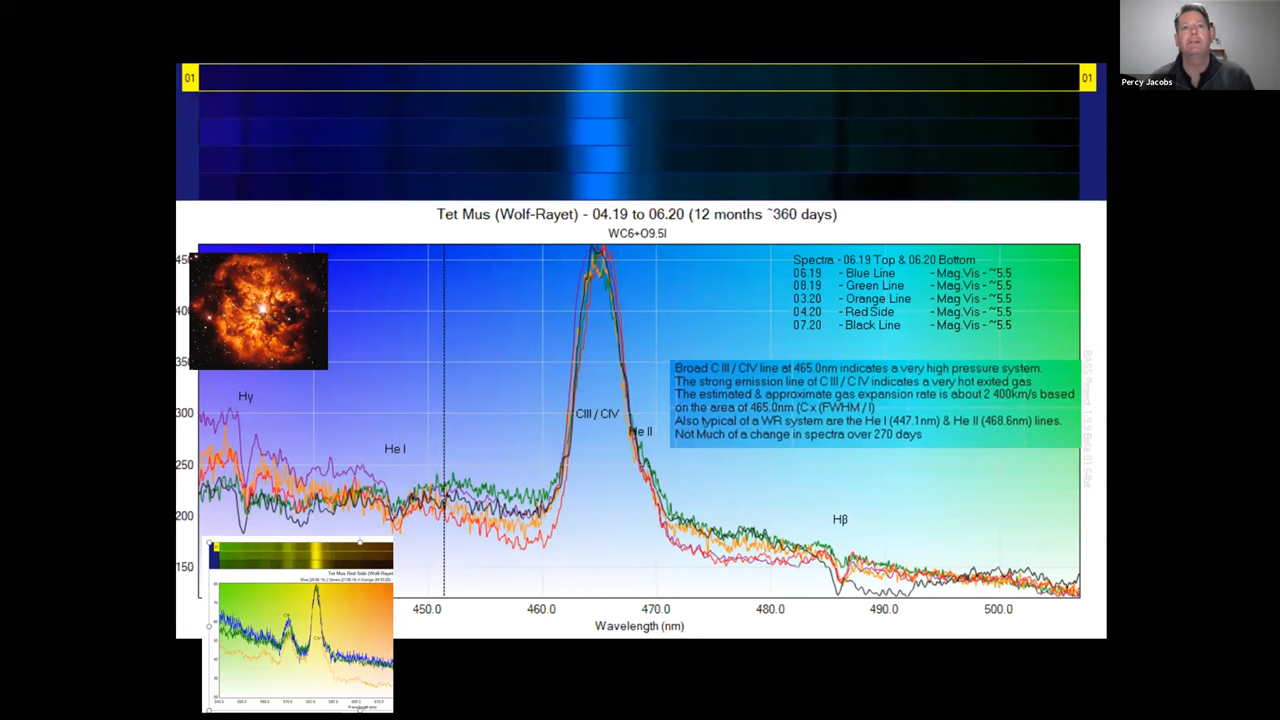 Percy Jacobs
01
01
Tet Mus (Wolf-Rayet) - 04.19 to 06.20 (12 months ~360 days)
WC6+O9.5I
450
400
350
300
250
200
150
Spectra - 06.19 Top & 06.20 Bottom
06.19 - Blue Line - Mag.Vis - ~5.5
08.19 - Green Line - Mag.Vis - ~5.5
03.20 - Orange Line - Mag.Vis - ~5.5
04.20 - Red Side - Mag.Vis - ~5.5
07.20 - Black Line - Mag.Vis - ~5.5
Broad C III / CIV line at 465.0nm indicates a very high pressure system.
The strong emission line of C III / C IV indicates a very hot exited gas
The estimated & approximate gas expansion rate is about 2 400km/s based
on the area of 465.0nm (C x (FWHM / l)
Also typical of a WR system are the He I (447.1nm) & He II (468.6nm) lines.
Not Much of a change in spectra over 270 days
Hγ
He I
CIII / CIV
He II
Hβ
450.0 460.0 470.0 480.0 490.0 500.0
Wavelength (nm)
Tet Mus Red Side (Wolf-Rayet